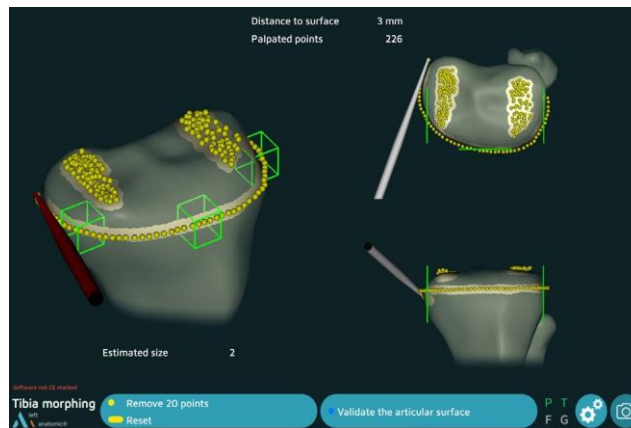 Distance to surface 3 mm
Palpated points 226
Estimated size 2
Software not CE marked
Tibia morphing
left
anatomic®
Remove 20 points
Reset
Validate the articular surface
P T
F G